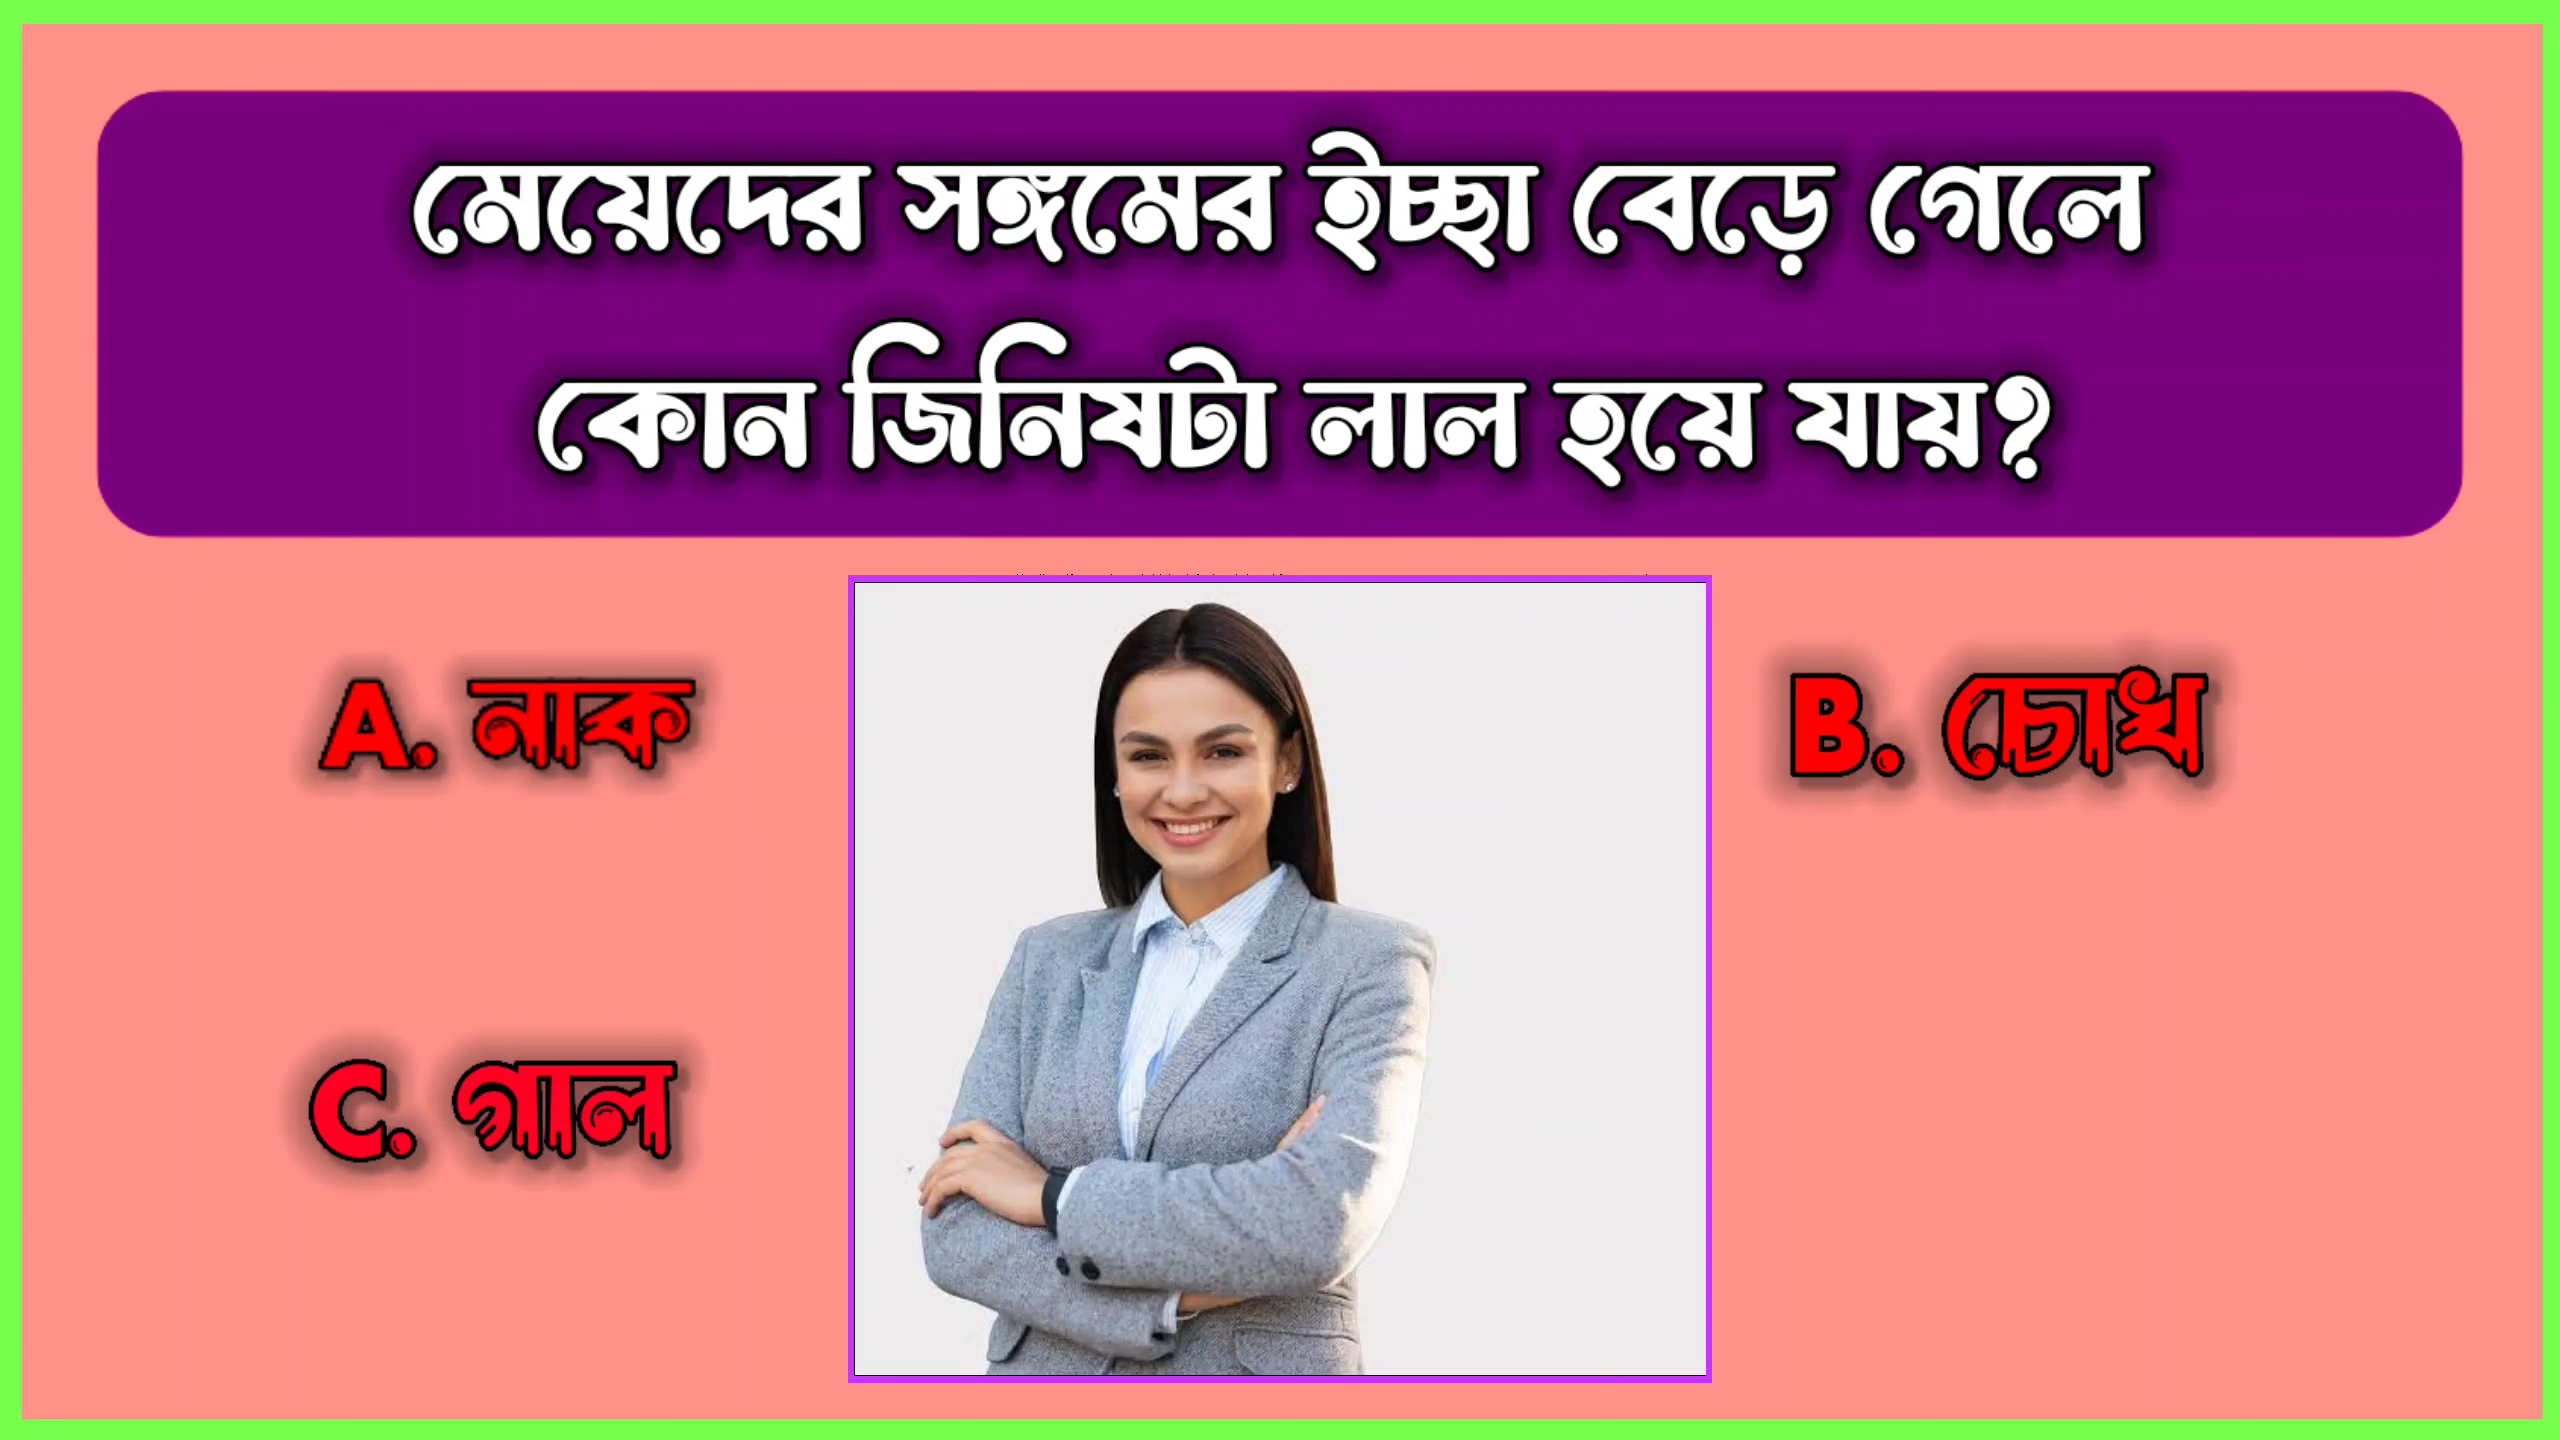 মেয়েদের সঙ্গমের ইচ্ছা বেড়ে গেলে
কোন জিনিষটা লাল হয়ে যায়?
A. নাক
B. চোখ
C. গাল